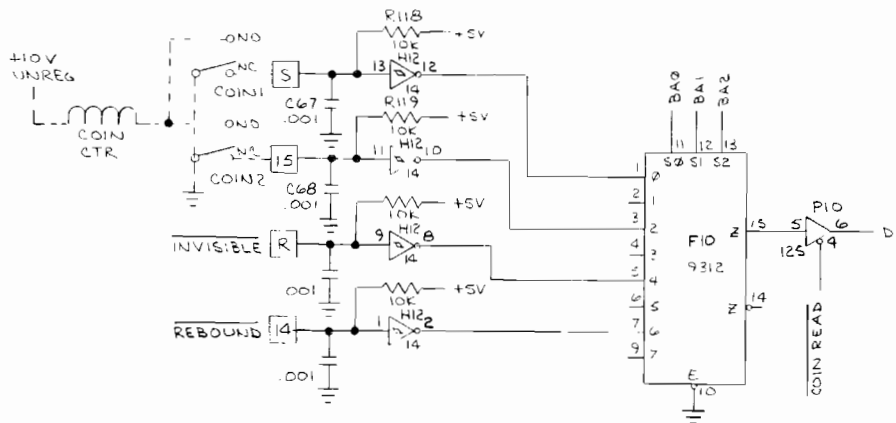 +10V
UNREG
COIN
CTR
NO
NC
COIN1
S
C67
.001
R118
10K
+5V
13
H12
12
14
NO
NC
COIN2
15
C68
.001
R119
10K
+5V
11
H12
10
14
INVISIBLE
R
.001
10K
+5V
9
H12
8
14
REBOUND
14
.001
10K
+5V
1
H12
2
14
BA0
BA1
BA2
11
12
13
S0
S1
S2
1
0
2
1
3
2
4
3
5
4
6
5
7
6
9
7
F10
9312
Z
15
Z
14
E
10
P10
5
6
125
4
D
COIN READ